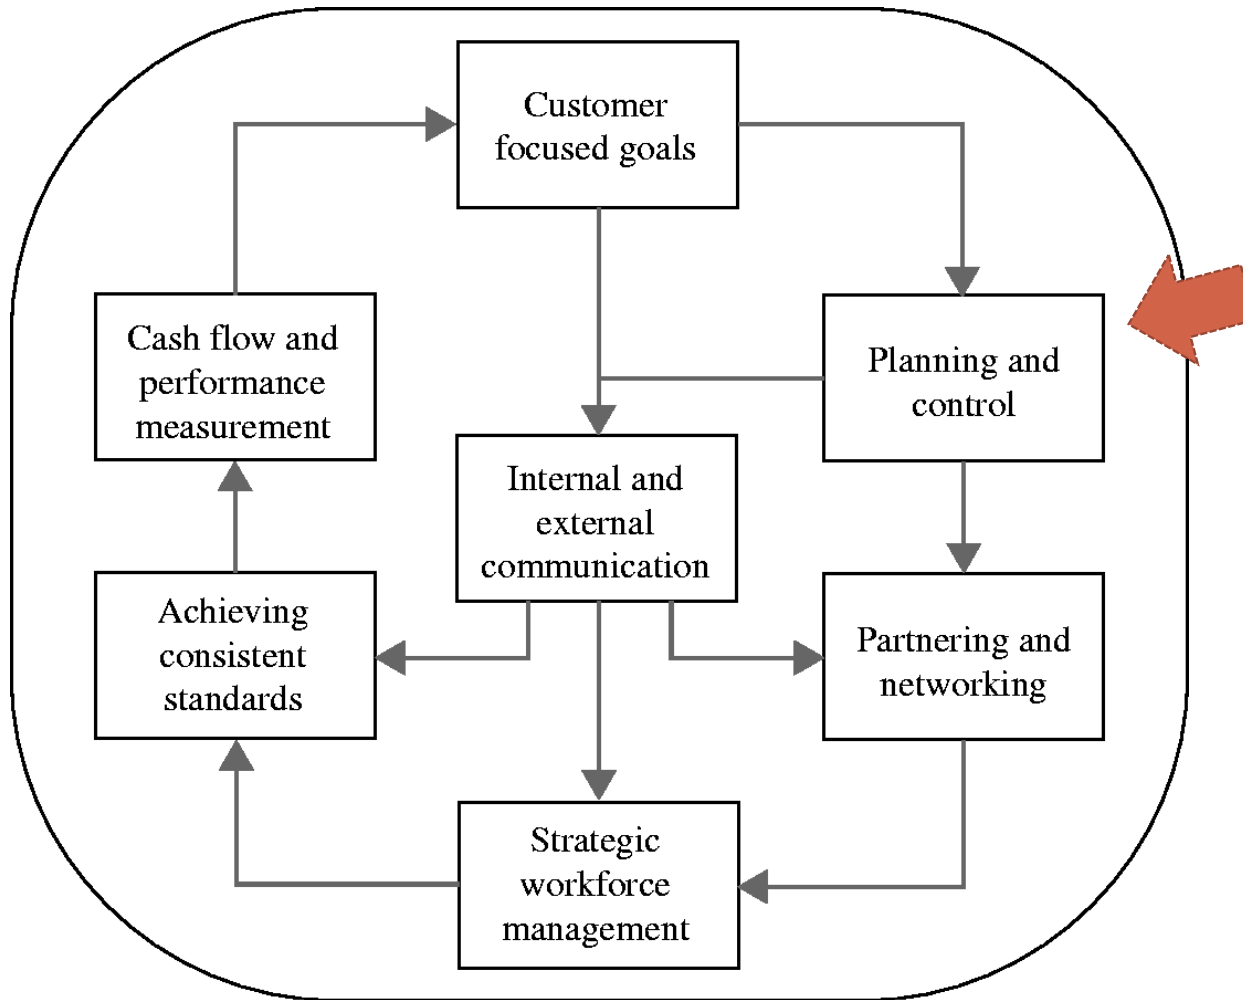 Customer
focused goals
Cash flow and
performance
measurement
Planning and
control
Internal and
external
communication
Achieving
consistent
standards
Partnering and
networking
Strategic
workforce
management